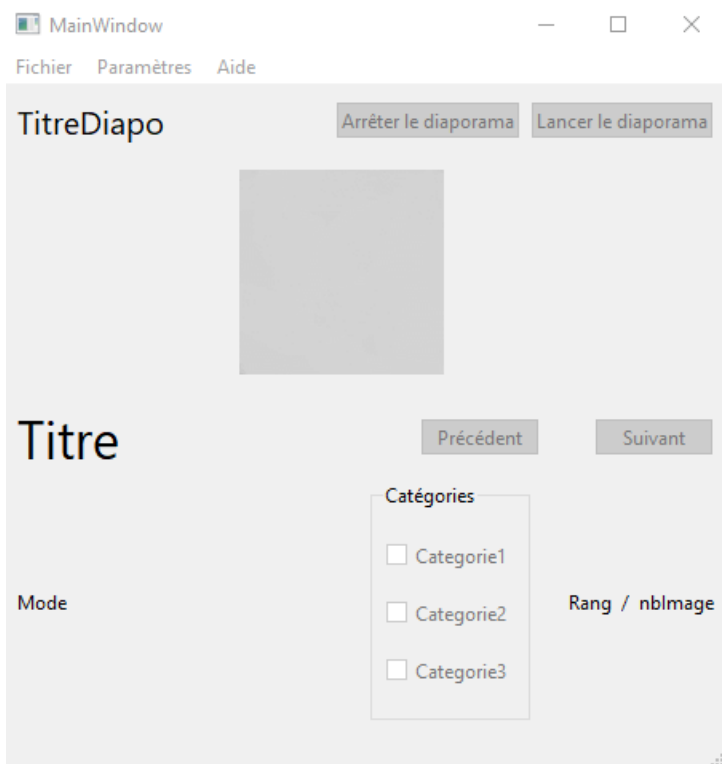 MainWindow
Fichier Paramètres Aide
TitreDiapo Arrêter le diaporama Lancer le diaporama
Titre Précédent Suivant
Catégories
Categorie1
Categorie2
Categorie3
Mode
Rang / nbImage